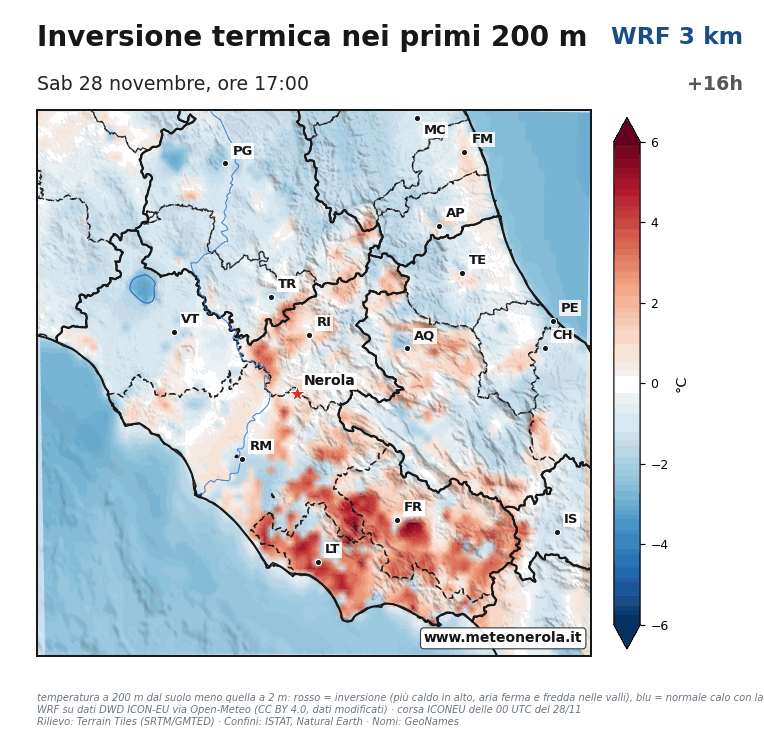 Inversione termica nei primi 200 m WRF 3 km
Sab 28 novembre, ore 17:00 +16h
MC
FM
PG
AP
TE
TR
PE
VT
RI
AQ
CH
Nerola
RM
FR
IS
LT
www.meteonerola.it
6
4
2
0
−2
−4
−6
°C
temperatura a 200 m dal suolo meno quella a 2 m: rosso = inversione (più caldo in alto, aria ferma e fredda nelle valli), blu = normale calo con la
WRF su dati DWD ICON-EU via Open-Meteo (CC BY 4.0, dati modificati) · corsa ICONEU delle 00 UTC del 28/11
Rilievo: Terrain Tiles (SRTM/GMTED) · Confini: ISTAT, Natural Earth · Nomi: GeoNames